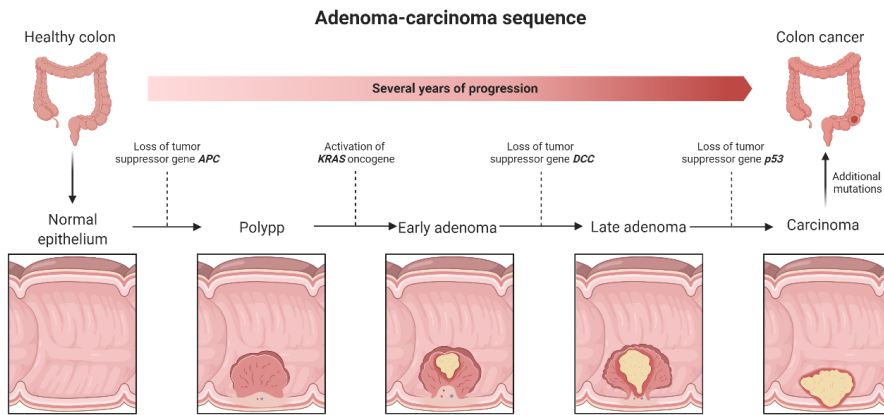 Adenoma-carcinoma sequence
Healthy colon
Colon cancer
Several years of progression
Loss of tumor
suppressor gene APC
Activation of
KRAS oncogene
Loss of tumor
suppressor gene DCC
Loss of tumor
suppressor gene p53
Additional
mutations
Normal
epithelium
Polypp
Early adenoma
Late adenoma
Carcinoma